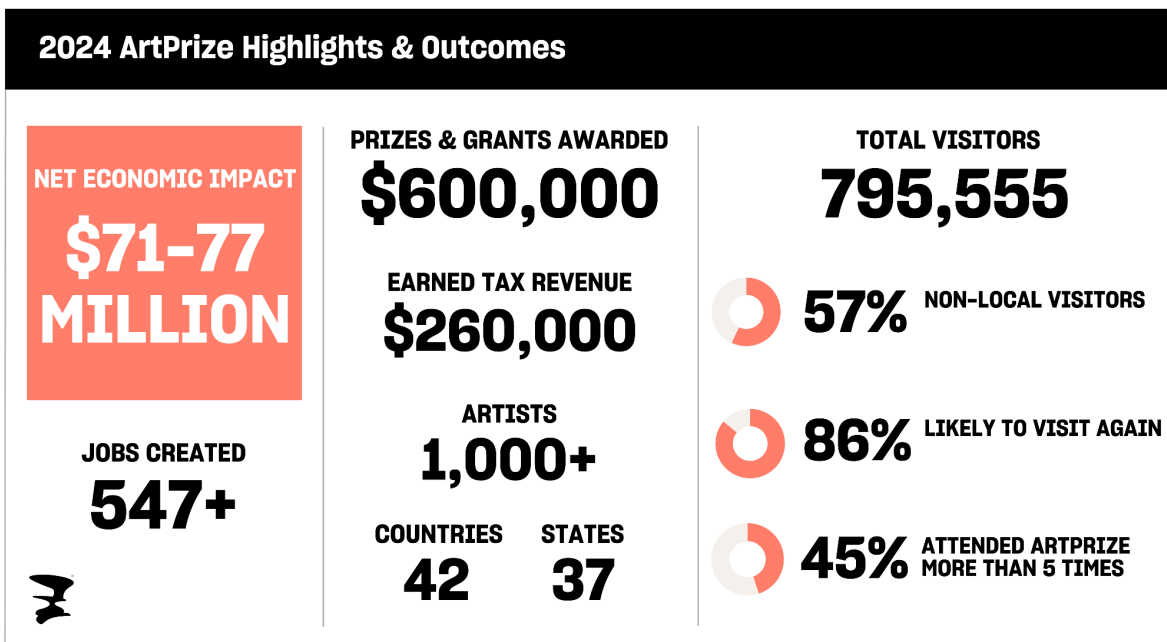 2024 ArtPrize Highlights & Outcomes
NET ECONOMIC IMPACT
$71-77
MILLION
JOBS CREATED
547+
PRIZES & GRANTS AWARDED
$600,000
EARNED TAX REVENUE
$260,000
ARTISTS
1,000+
COUNTRIES
42
STATES
37
TOTAL VISITORS
795,555
57% NON-LOCAL VISITORS
86% LIKELY TO VISIT AGAIN
45% ATTENDED ARTPRIZE
MORE THAN 5 TIMES